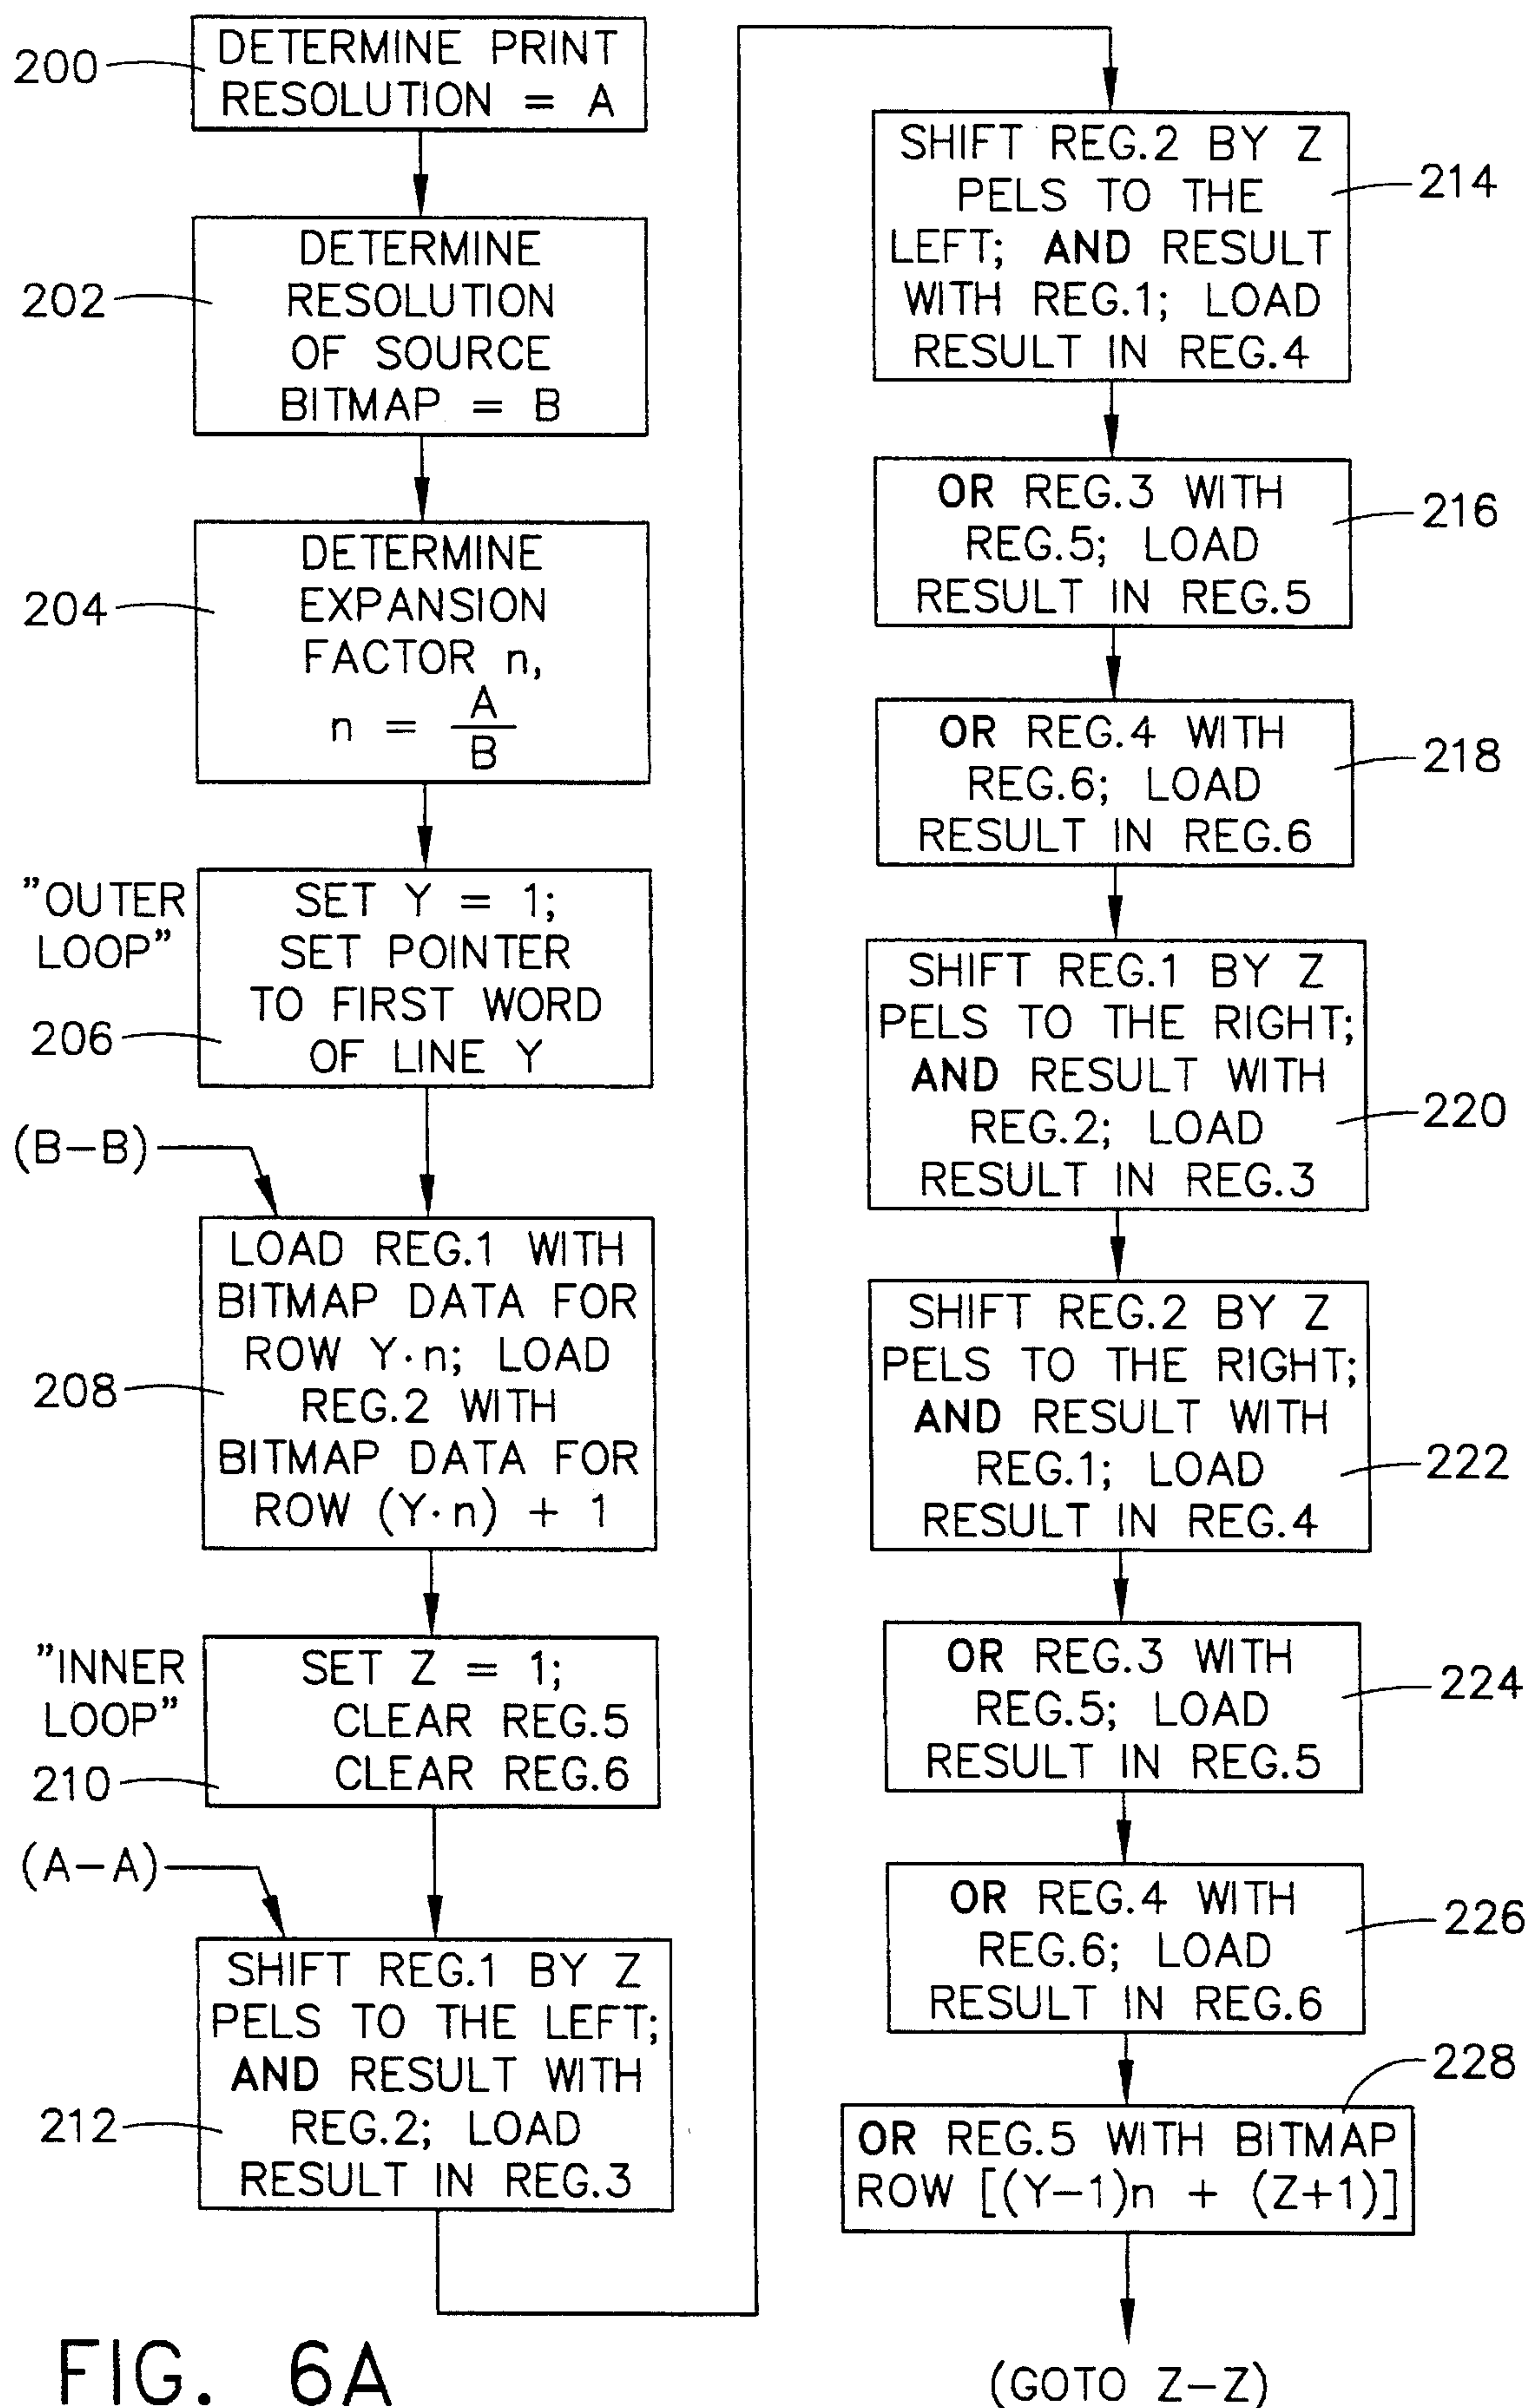 200
DETERMINE PRINT
RESOLUTION = A
202
DETERMINE
RESOLUTION
OF SOURCE
BITMAP = B
204
DETERMINE
EXPANSION
FACTOR n,
n = A
B
"OUTER
LOOP"
206
SET Y = 1;
SET POINTER
TO FIRST WORD
OF LINE Y
(B-B)
208
LOAD REG.1 WITH
BITMAP DATA FOR
ROW Y·n; LOAD
REG.2 WITH
BITMAP DATA FOR
ROW (Y·n) + 1
"INNER
LOOP"
210
SET Z = 1;
CLEAR REG.5
CLEAR REG.6
(A-A)
212
SHIFT REG.1 BY Z
PELS TO THE LEFT;
AND RESULT WITH
REG.2; LOAD
RESULT IN REG.3
SHIFT REG.2 BY Z
PELS TO THE
LEFT; AND RESULT
WITH REG.1; LOAD
RESULT IN REG.4
214
OR REG.3 WITH
REG.5; LOAD
RESULT IN REG.5
216
OR REG.4 WITH
REG.6; LOAD
RESULT IN REG.6
218
SHIFT REG.1 BY Z
PELS TO THE RIGHT;
AND RESULT WITH
REG.2; LOAD
RESULT IN REG.3
220
SHIFT REG.2 BY Z
PELS TO THE RIGHT;
AND RESULT WITH
REG.1; LOAD
RESULT IN REG.4
222
OR REG.3 WITH
REG.5; LOAD
RESULT IN REG.5
224
OR REG.4 WITH
REG.6; LOAD
RESULT IN REG.6
226
228
OR REG.5 WITH BITMAP
ROW [(Y-1)n + (Z+1)]
(GOTO Z-Z)
FIG. 6A